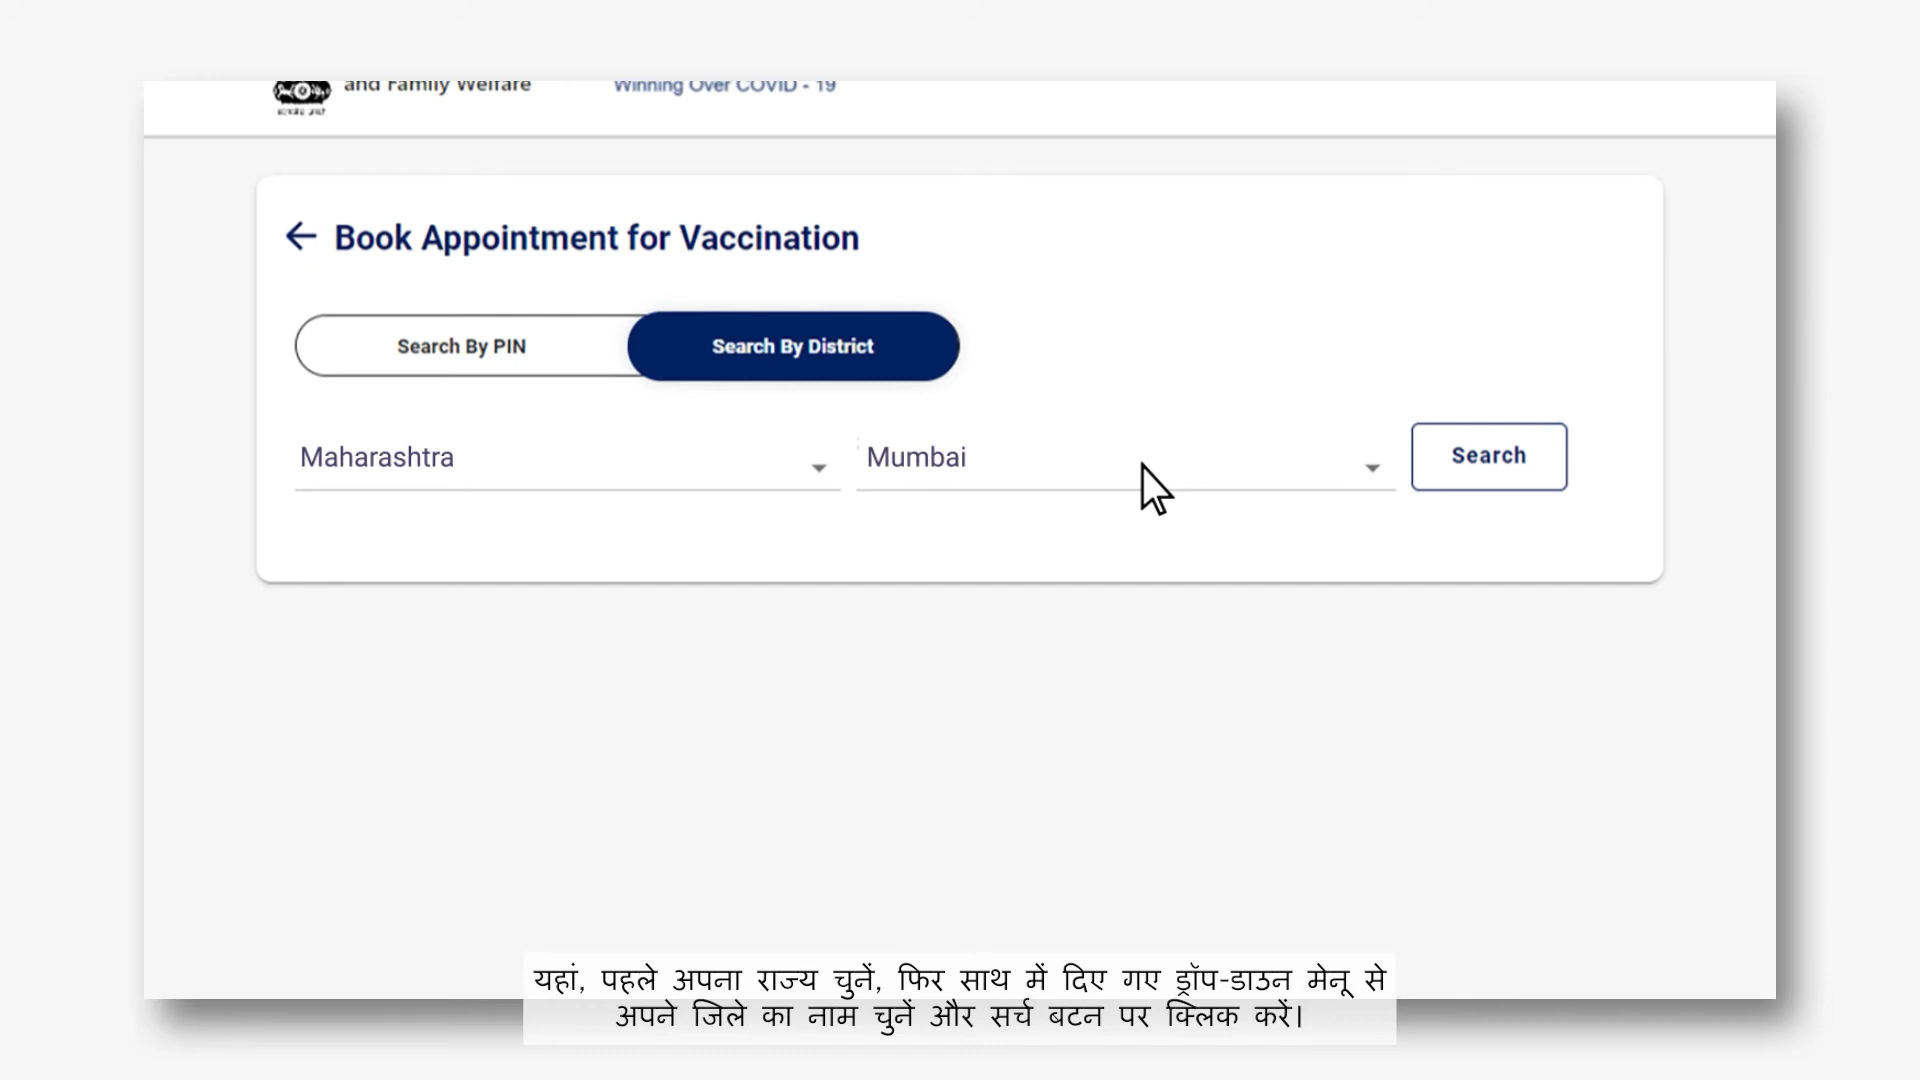 and Family Welfare
Winning Over COVID - 19
Book Appointment for Vaccination
Search By PIN
Search By District
Maharashtra
Mumbai
Search
यहां, पहले अपना राज्य चुनें, फिर साथ में दिए गए ड्रॉप-डाउन मेनू से
अपने जिले का नाम चुनें और सर्च बटन पर क्लिक करें।